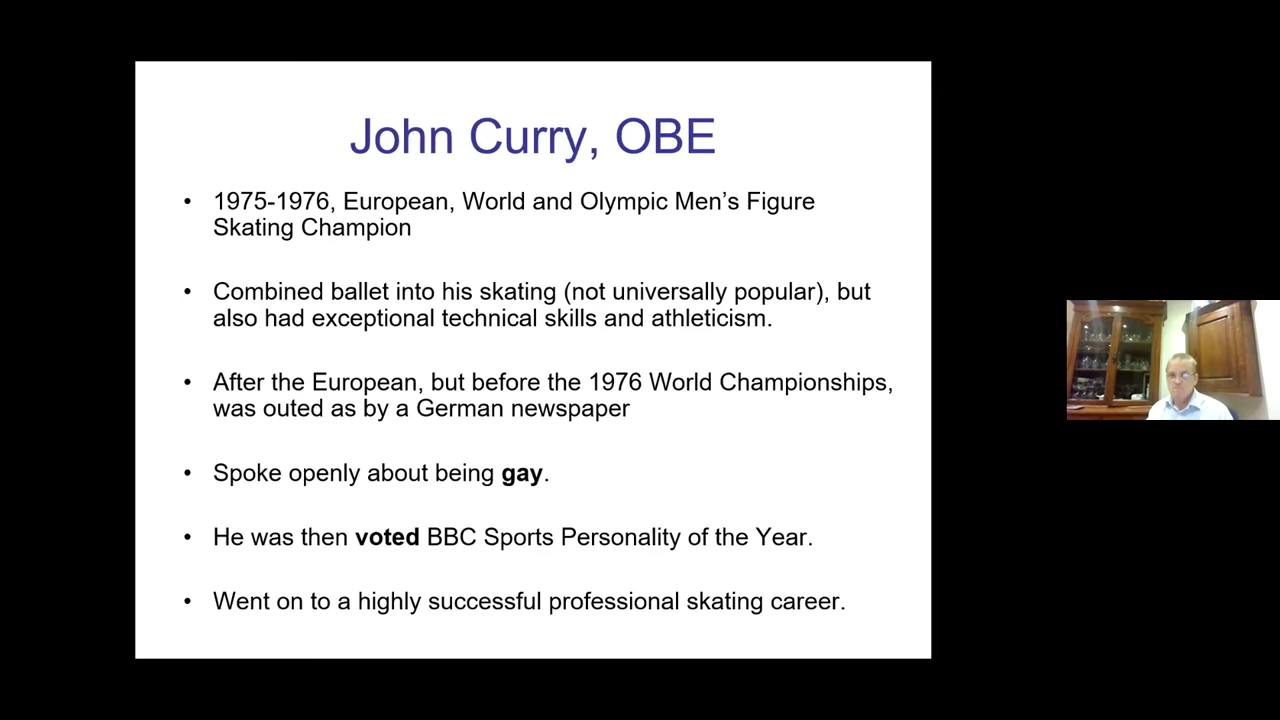 John Curry, OBE
• 1975-1976, European, World and Olympic Men’s Figure
Skating Champion
• Combined ballet into his skating (not universally popular), but
also had exceptional technical skills and athleticism.
• After the European, but before the 1976 World Championships,
was outed as by a German newspaper
• Spoke openly about being gay.
• He was then voted BBC Sports Personality of the Year.
• Went on to a highly successful professional skating career.